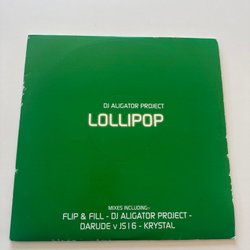 DJ ALIGATOR PROJECT
LOLLIPOP
MIXES INCLUDING:-
FLIP & FILL - DJ ALIGATOR PROJECT -
DARUDE v JS16 - KRYSTAL